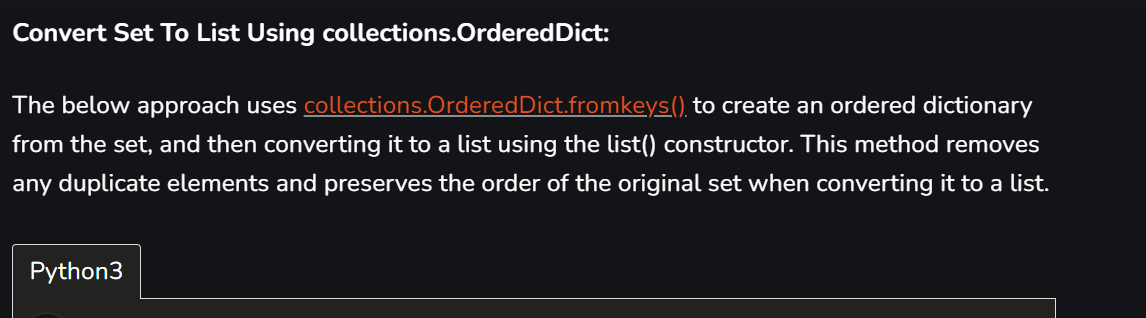 Convert Set To List Using collections.OrderedDict:
The below approach uses collections.OrderedDict.fromkeys() to create an ordered dictionary
from the set, and then converting it to a list using the list() constructor. This method removes
any duplicate elements and preserves the order of the original set when converting it to a list.
Python3